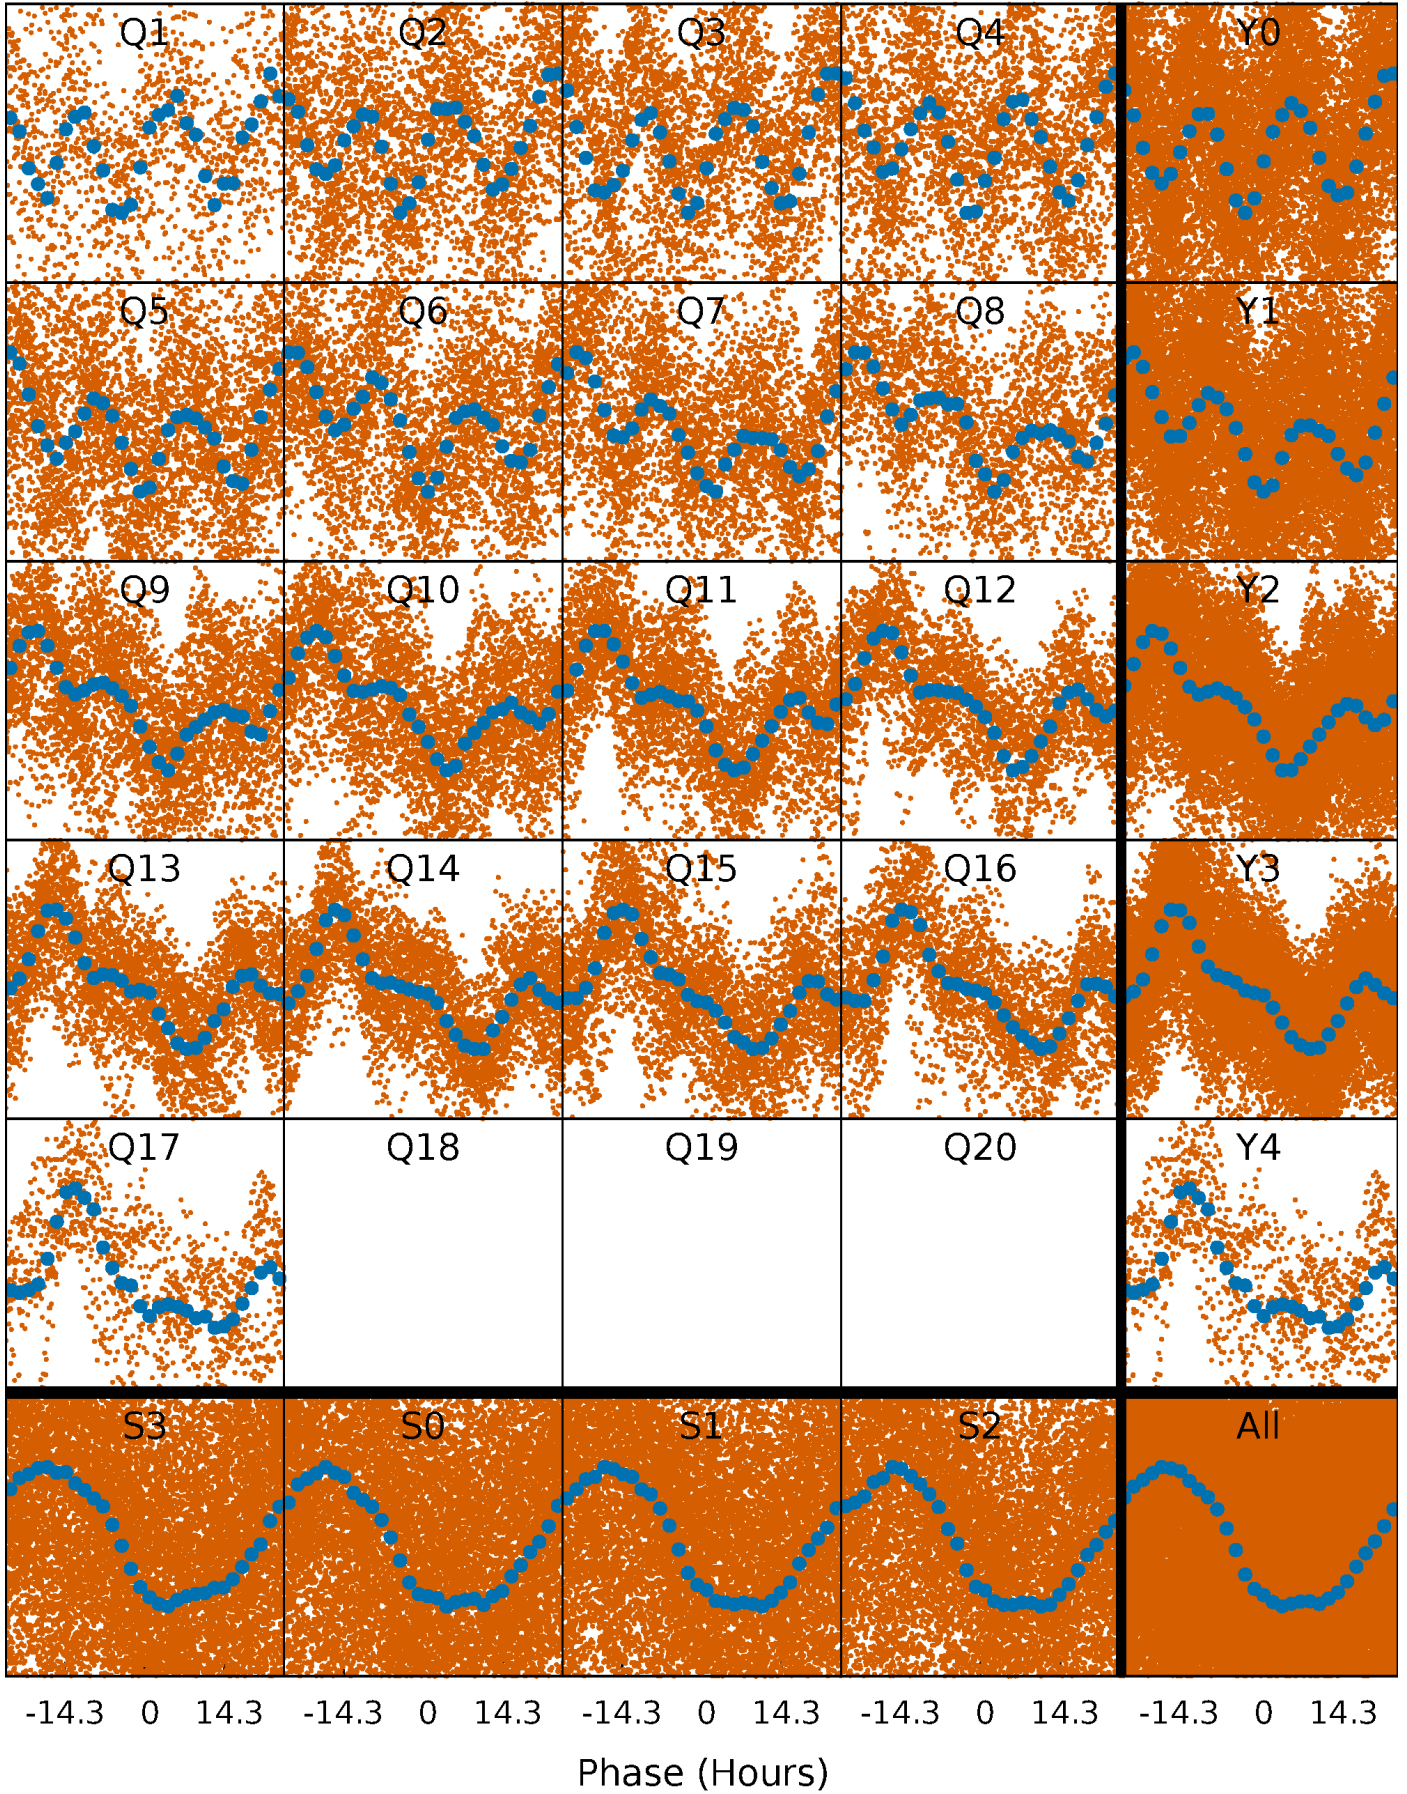 Q1 Q2 Q3 Q4 Y0
Q5 Q6 Q7 Q8 Y1
Q9 Q10 Q11 Q12 Y2
Q13 Q14 Q15 Q16 Y3
Q17 Q18 Q19 Q20 Y4
S3 S0 S1 S2 All
-14.3 0 14.3 -14.3 0 14.3 -14.3 0 14.3 -14.3 0 14.3 -14.3 0 14.3
Phase (Hours)